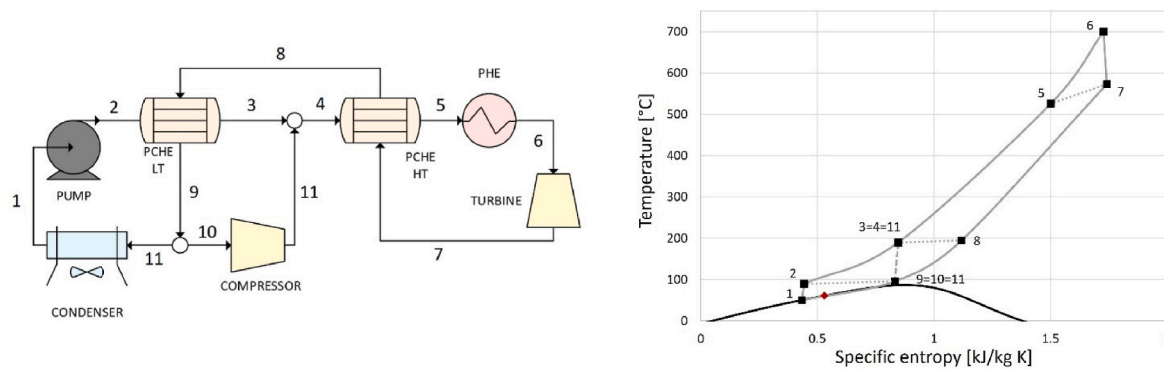 8
PHE
2
3
4
5
PCHE
LT
PCHE
HT
6
PUMP
9
11
TURBINE
1
10
11
7
CONDENSER
COMPRESSOR
Temperature [°C]
700
600
500
400
300
200
100
0
6
5
7
3=4=11
8
2
9=10=11
1
0
0.5
1
1.5
Specific entropy [kJ/kg K]